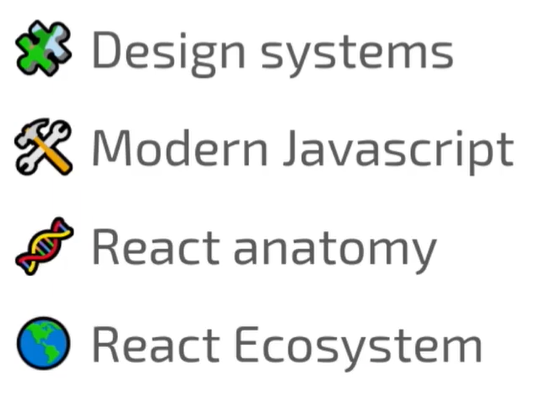 Design systems
Modern Javascript
React anatomy
React Ecosystem